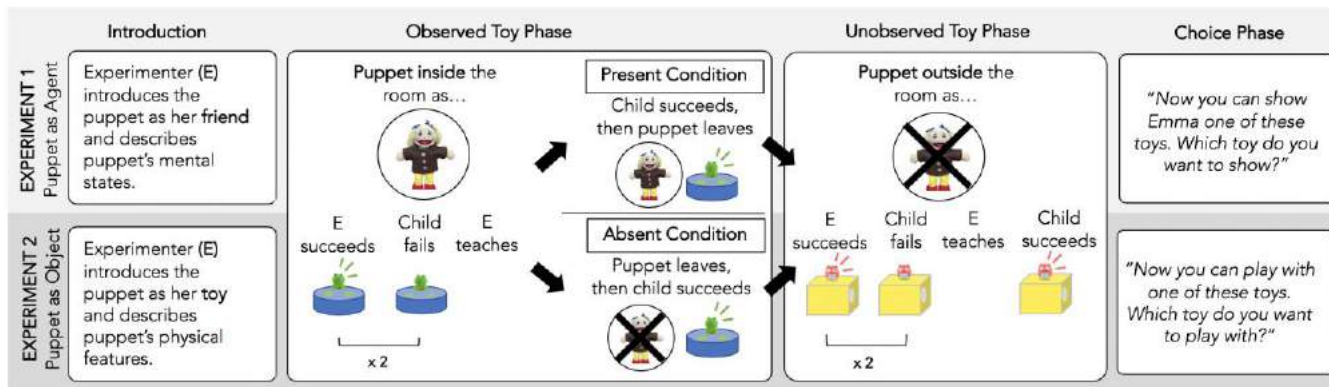 Introduction
Observed Toy Phase
Unobserved Toy Phase
Choice Phase
EXPERIMENT 1
Puppet as Agent
Experimenter (E)
introduces the
puppet as her friend
and describes
puppet's mental
states.
Puppet inside the
room as...
Present Condition
Child succeeds,
then puppet leaves
Puppet outside the
room as...
"Now you can show
Emma one of these
toys. Which toy do you
want to show?"
EXPERIMENT 2
Puppet as Object
Experimenter (E)
introduces the
puppet as her toy
and describes
puppet's physical
features.
E succeeds
Child fails
E teaches
x 2
Absent Condition
Puppet leaves,
then child succeeds
E succeeds
Child fails
E teaches
Child succeeds
x 2
"Now you can play with
one of these toys.
Which toy do you want
to play with?"